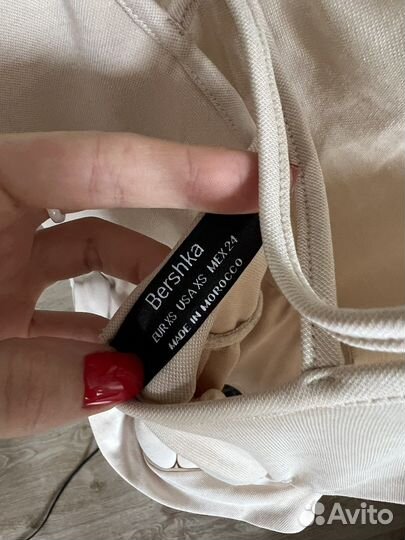 Bershka
EUR XS USA XS MEX 24
MADE IN MOROCCO
Avito